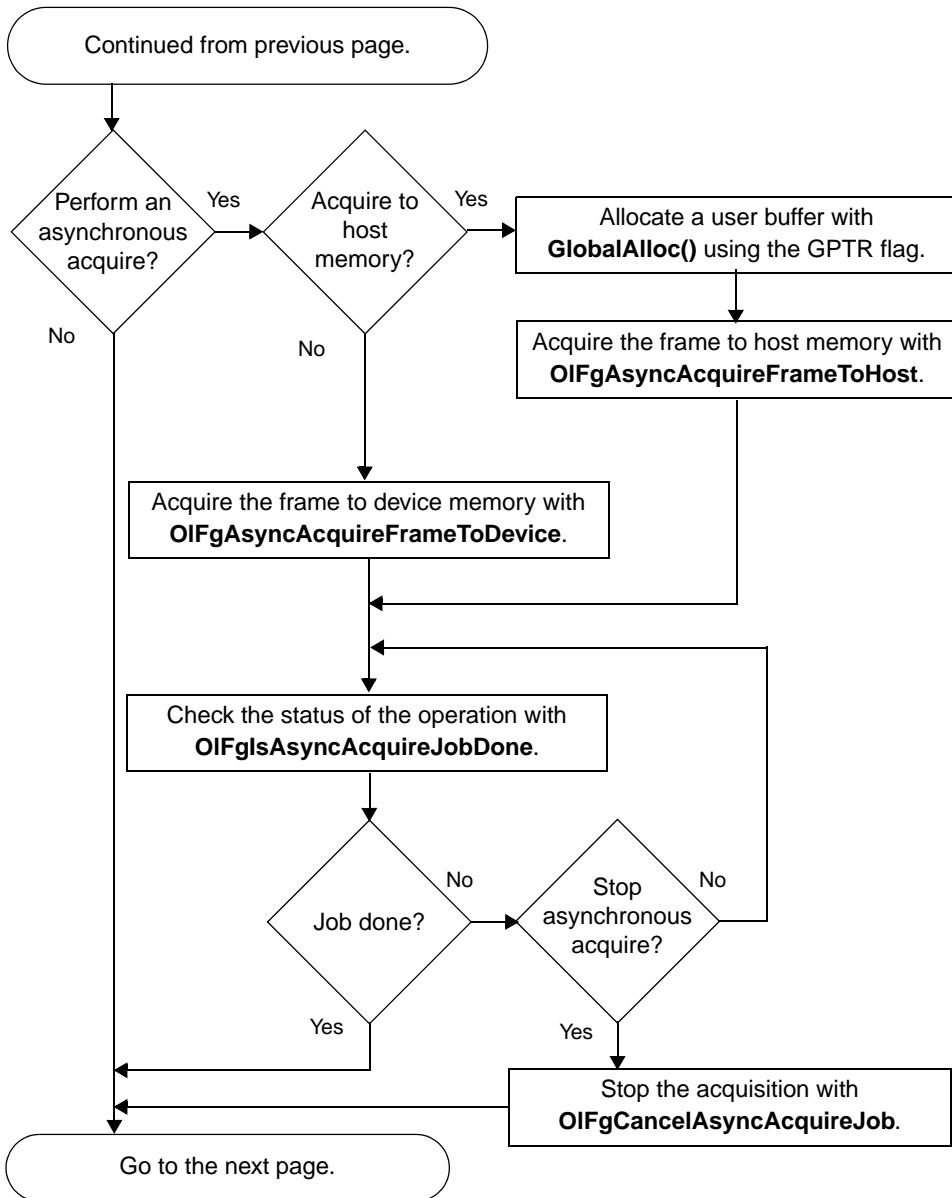 Continued from previous page.
Perform an
asynchronous
acquire?
Yes
No
Acquire to
host
memory?
Yes
No
Allocate a user buffer with
GlobalAlloc() using the GPTR flag.
Acquire the frame to host memory with
OlFgAsyncAcquireFrameToHost.
Acquire the frame to device memory with
OlFgAsyncAcquireFrameToDevice.
Check the status of the operation with
OlFgIsAsyncAcquireJobDone.
Job done?
No
Yes
Stop
asynchronous
acquire?
No
Yes
Stop the acquisition with
OlFgCancelAsyncAcquireJob.
Go to the next page.